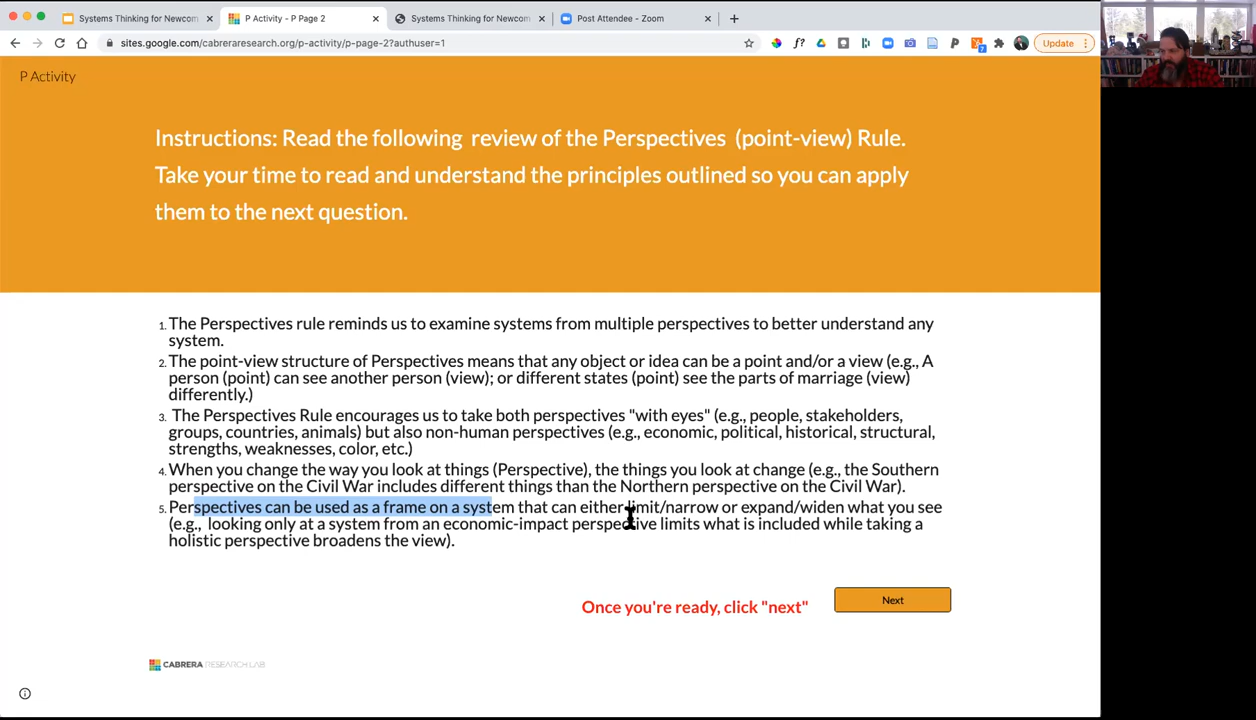 Systems Thinking for Newcom
P Activity - P Page 2
Systems Thinking for Newcom
Post Attendee - Zoom
sites.google.com/cabreraresearch.org/p-activity/p-page-2?authuser=1
Update
P Activity
Instructions: Read the following review of the Perspectives (point-view) Rule.
Take your time to read and understand the principles outlined so you can apply
them to the next question.
1. The Perspectives rule reminds us to examine systems from multiple perspectives to better understand any
system.
2. The point-view structure of Perspectives means that any object or idea can be a point and/or a view (e.g., A
person (point) can see another person (view); or different states (point) see the parts of marriage (view)
differently.)
3. The Perspectives Rule encourages us to take both perspectives "with eyes" (e.g., people, stakeholders,
groups, countries, animals) but also non-human perspectives (e.g., economic, political, historical, structural,
strengths, weaknesses, color, etc.)
4. When you change the way you look at things (Perspective), the things you look at change (e.g., the Southern
perspective on the Civil War includes different things than the Northern perspective on the Civil War).
5. Perspectives can be used as a frame on a system that can either limit/narrow or expand/widen what you see
(e.g., looking only at a system from an economic-impact perspective limits what is included while taking a
holistic perspective broadens the view).
Once you're ready, click "next"
Next
CABRERA RESEARCH LAB